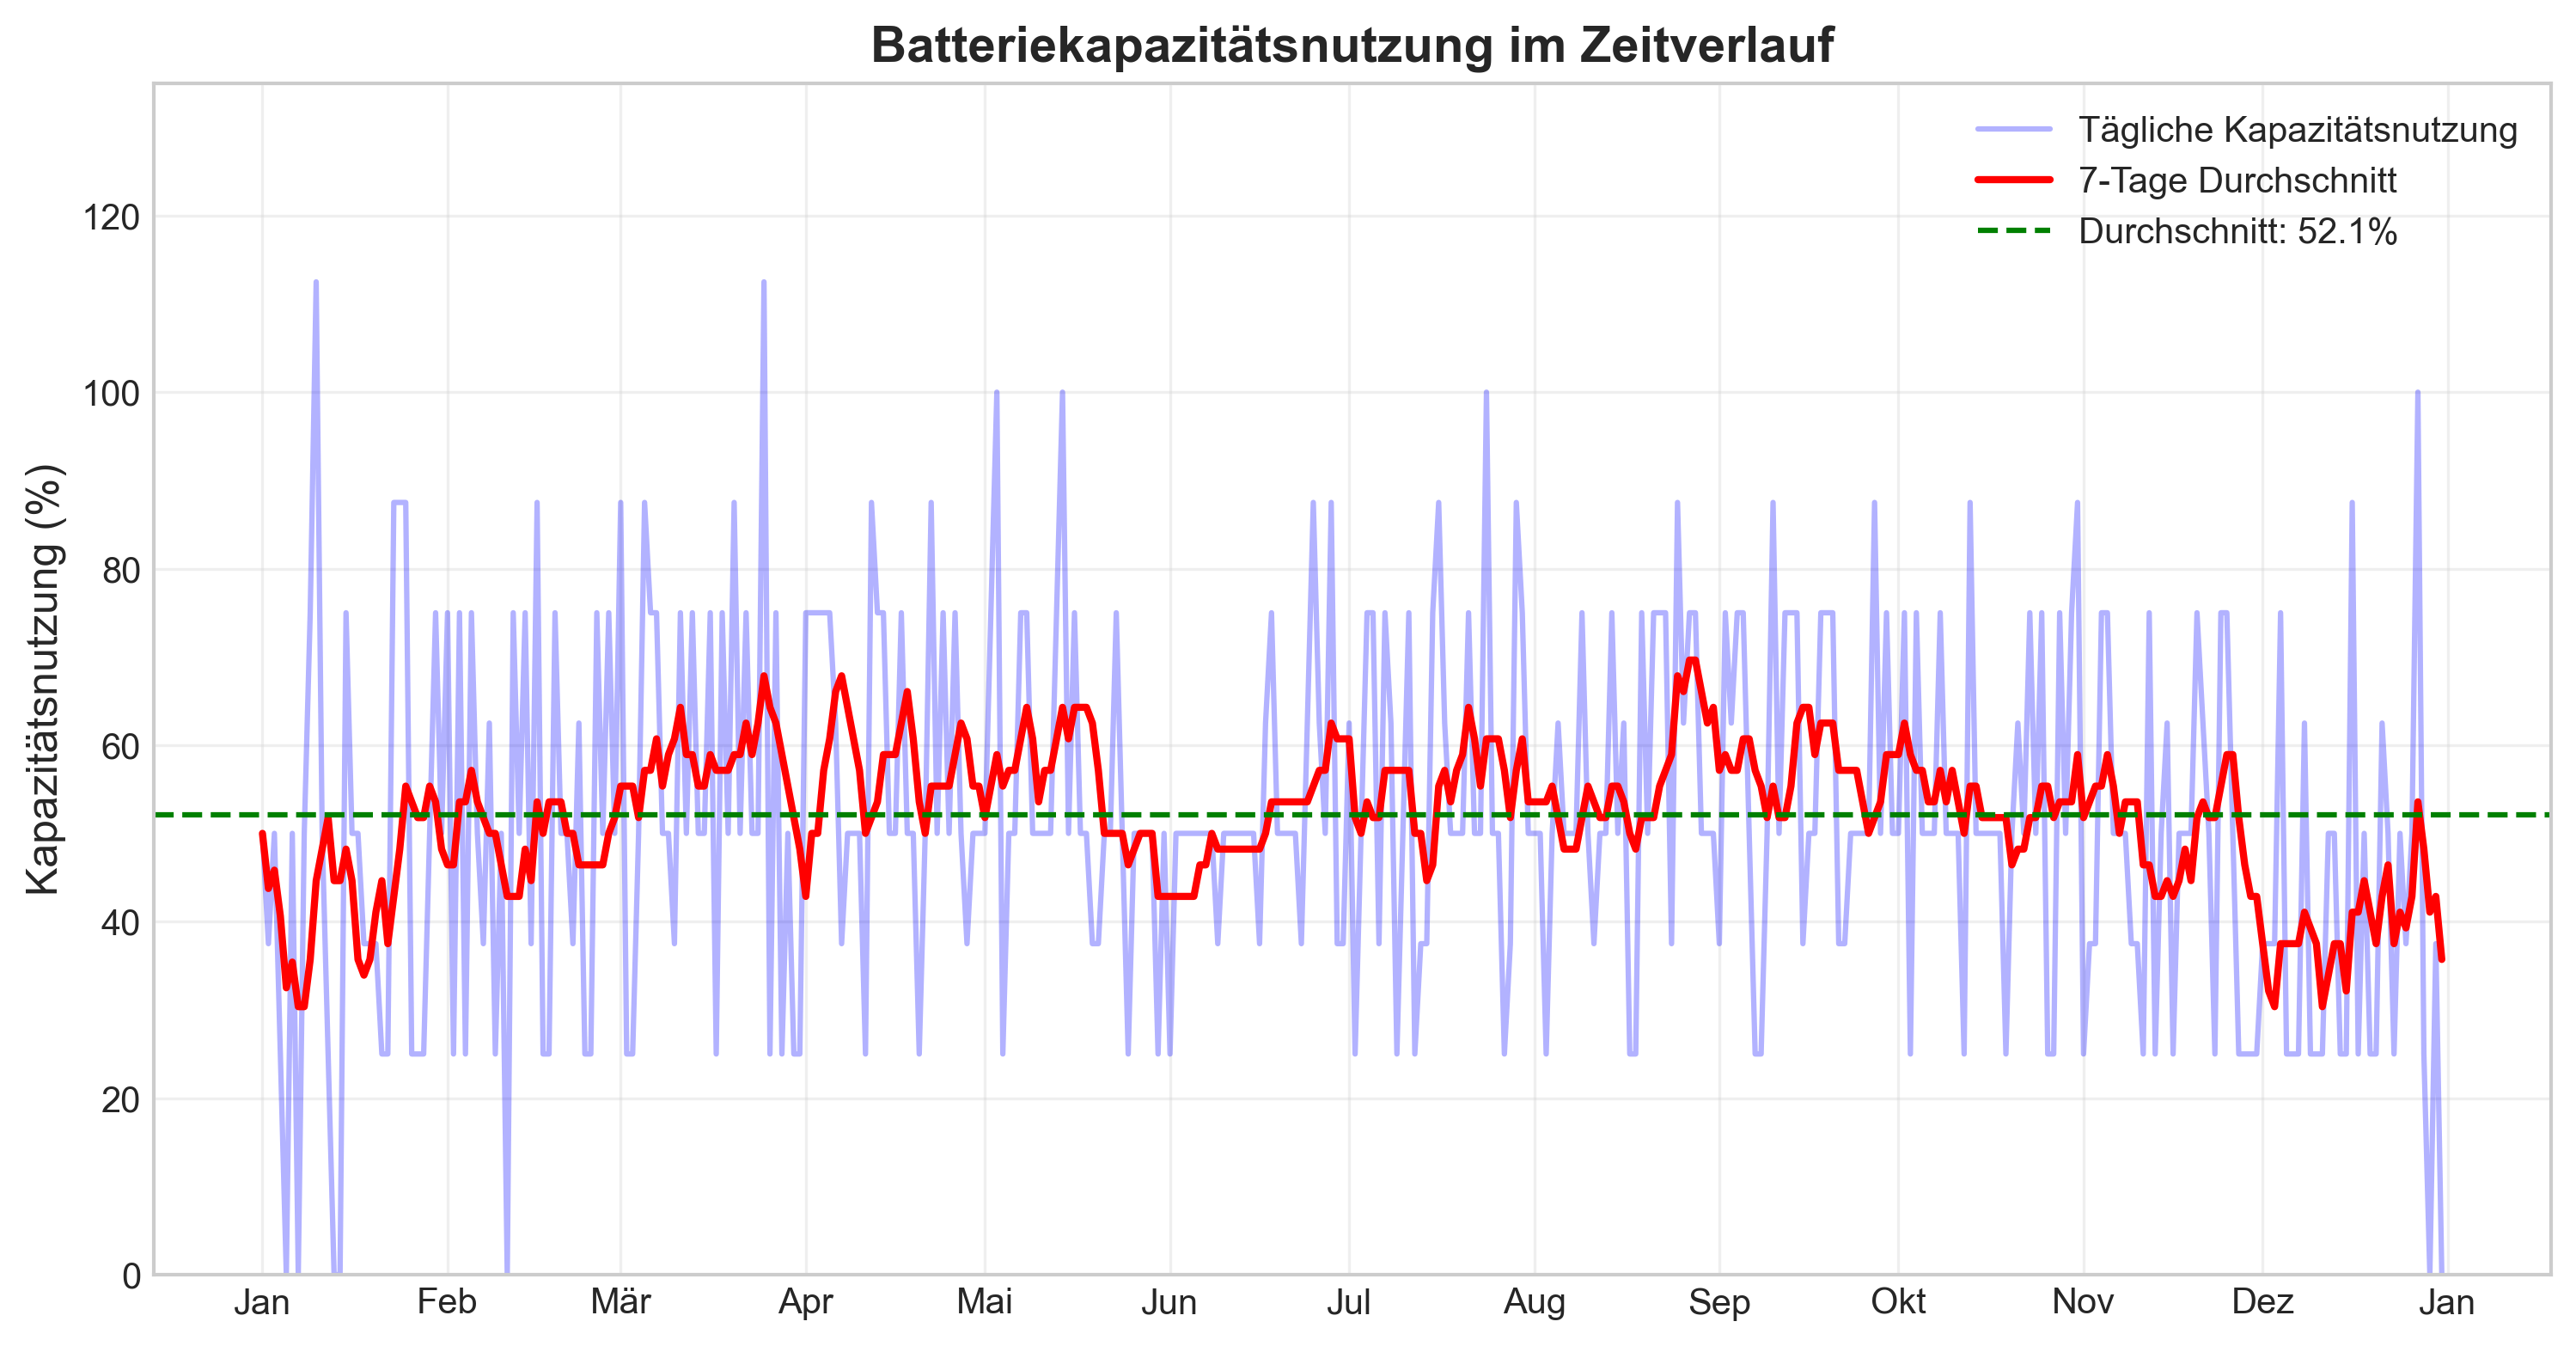 Batteriekapazitätsnutzung im Zeitverlauf
Tägliche Kapazitätsnutzung
7-Tage Durchschnitt
Durchschnitt: 52.1%
Kapazitätsnutzung (%)
120
100
80
60
40
20
0
Jan Feb Mär Apr Mai Jun Jul Aug Sep Okt Nov Dez Jan